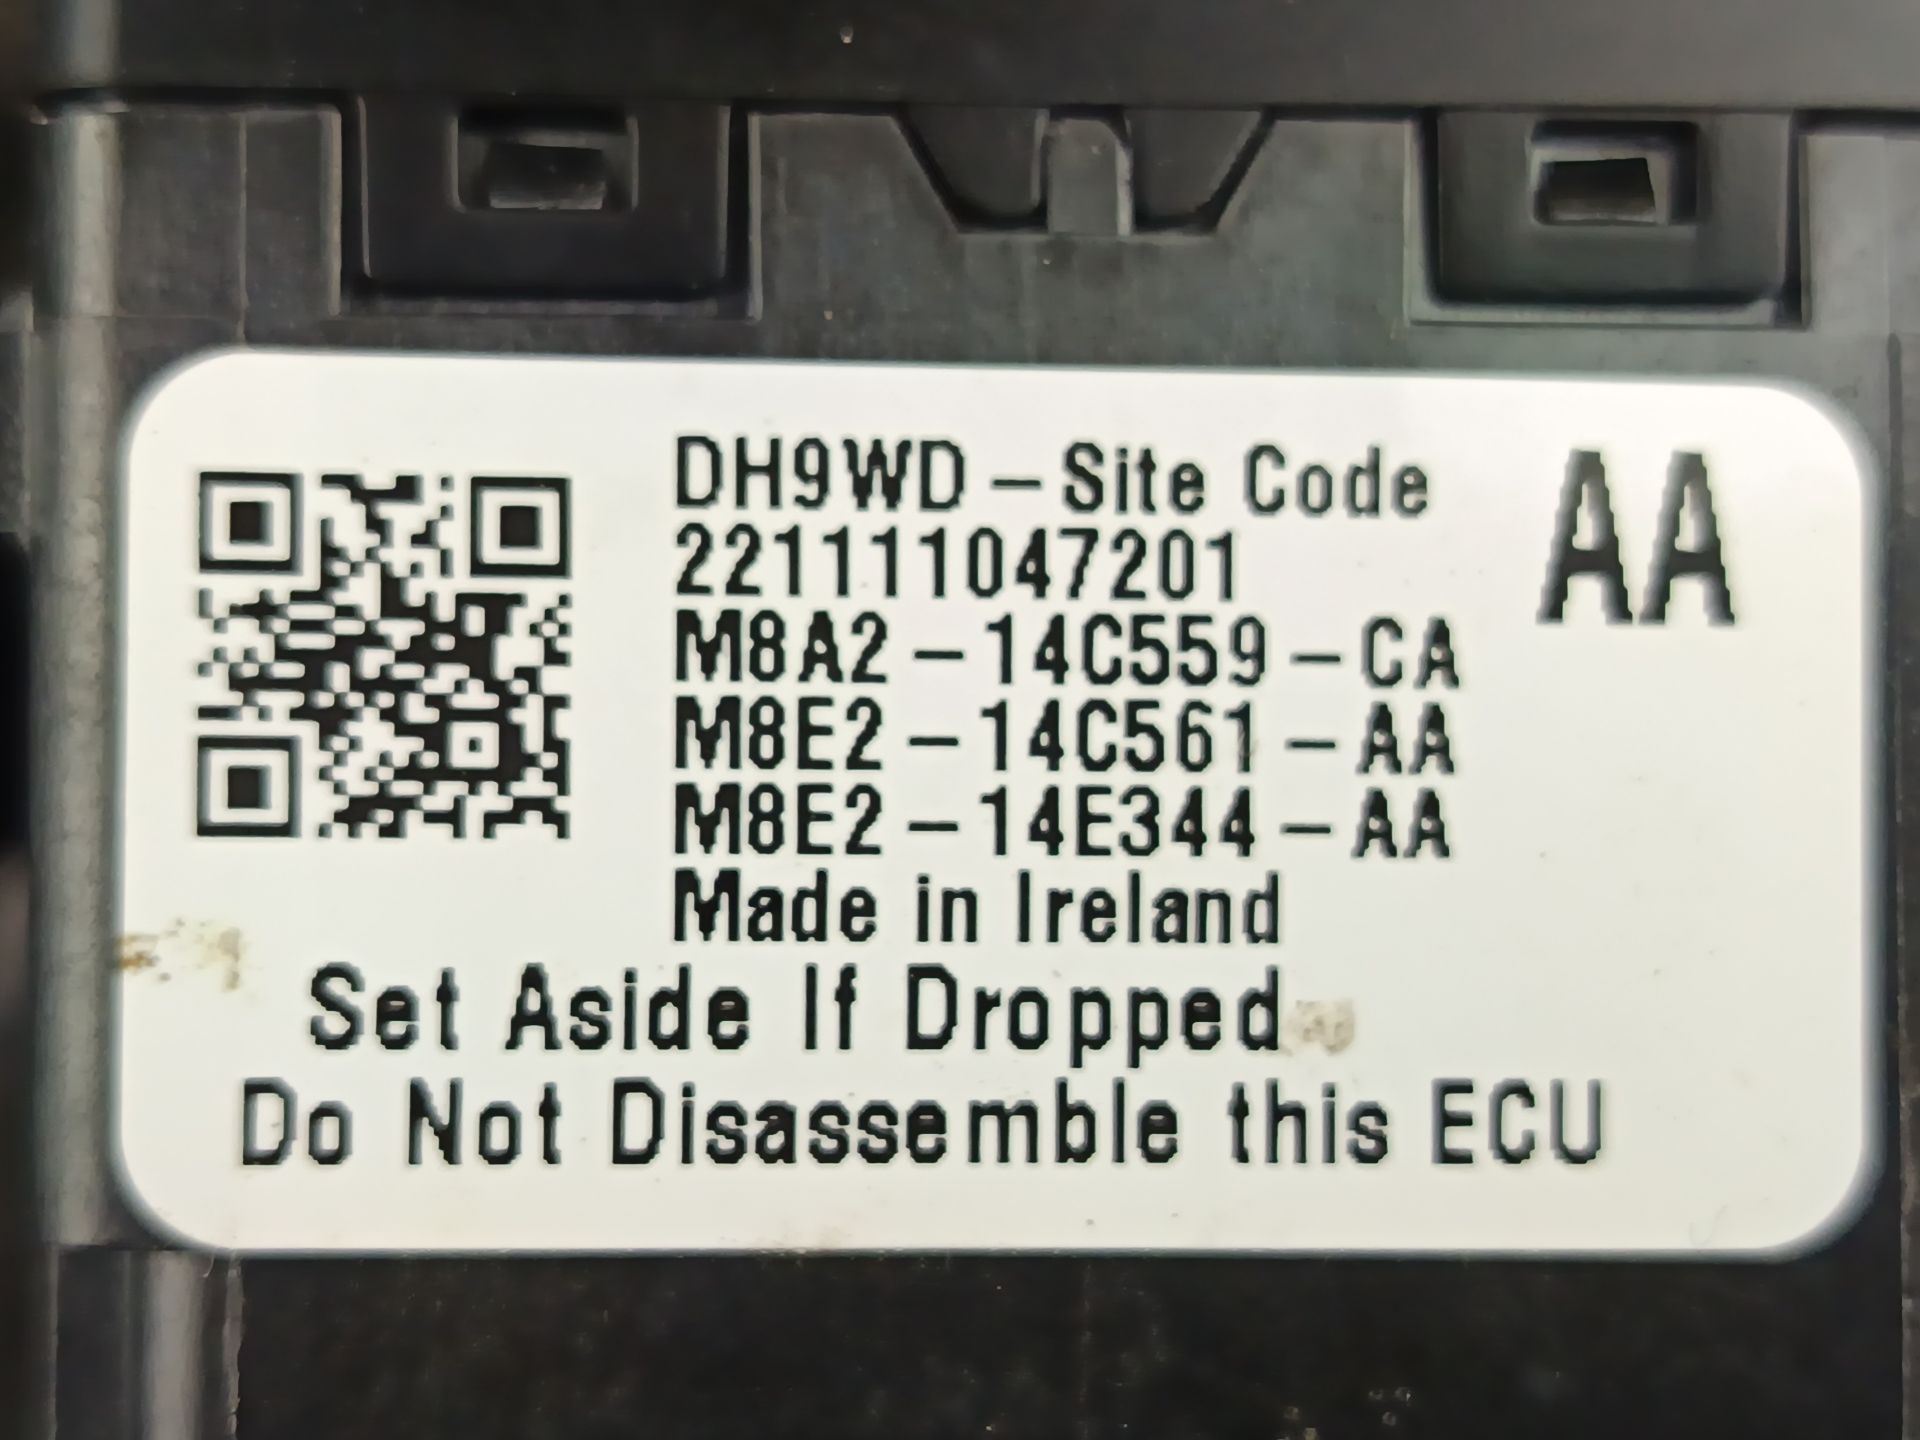 DH9WD - Site Code
AA
221111047201
M8A2 - 14C559 - CA
M8E2 - 14C561 - AA
M8E2 - 14E344 - AA
Made in Ireland
Set Aside If Dropped
Do Not Disassemble this ECU